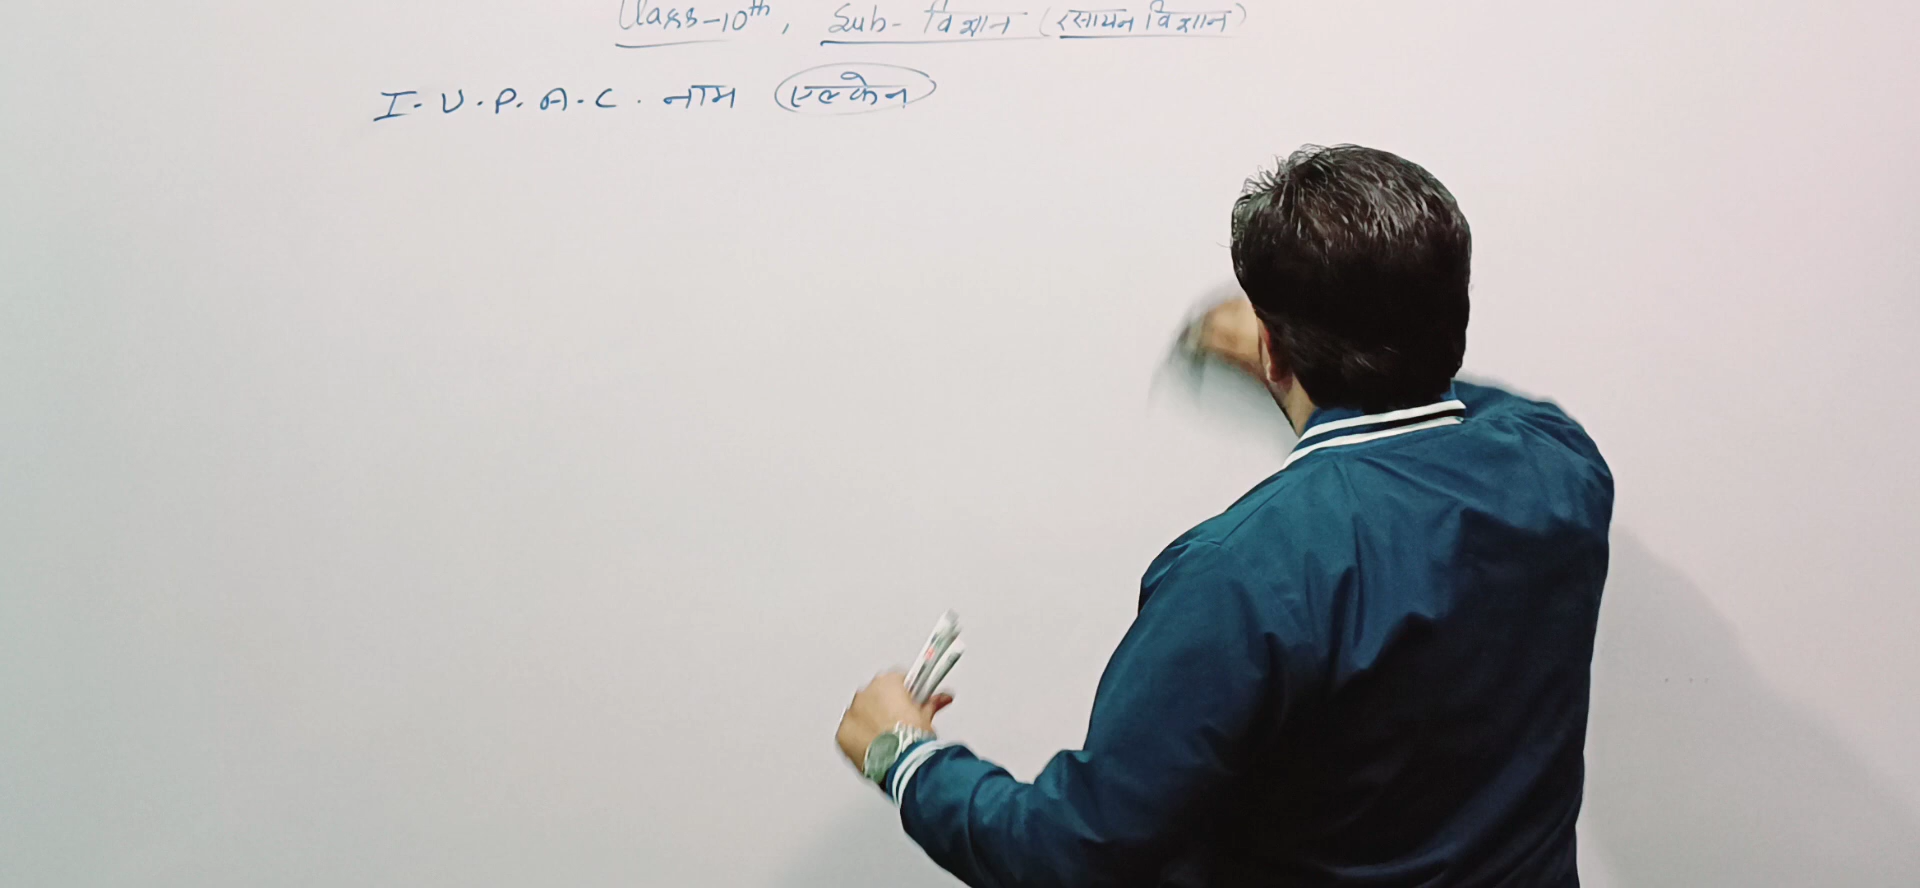 Class-10th, Sub- विज्ञान (रसायन विज्ञान)
I.U.P.A.C. नाम एल्केन